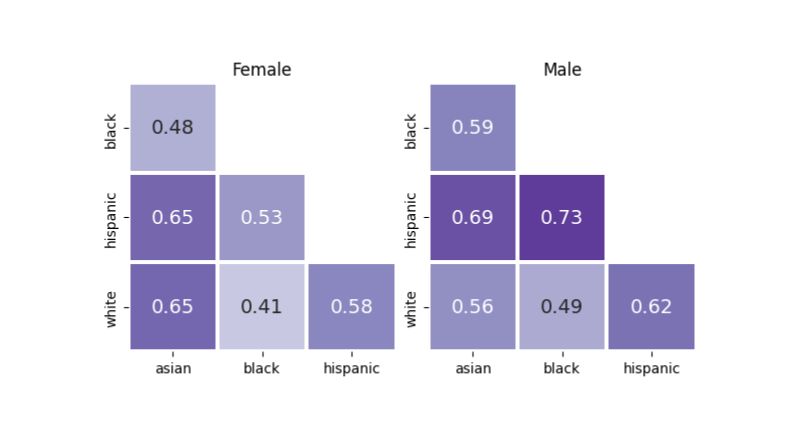 Female
Male
black
0.48
black
0.59
hispanic
0.65 0.53
hispanic
0.69 0.73
white
0.65 0.41 0.58
white
0.56 0.49 0.62
asian black hispanic
asian black hispanic